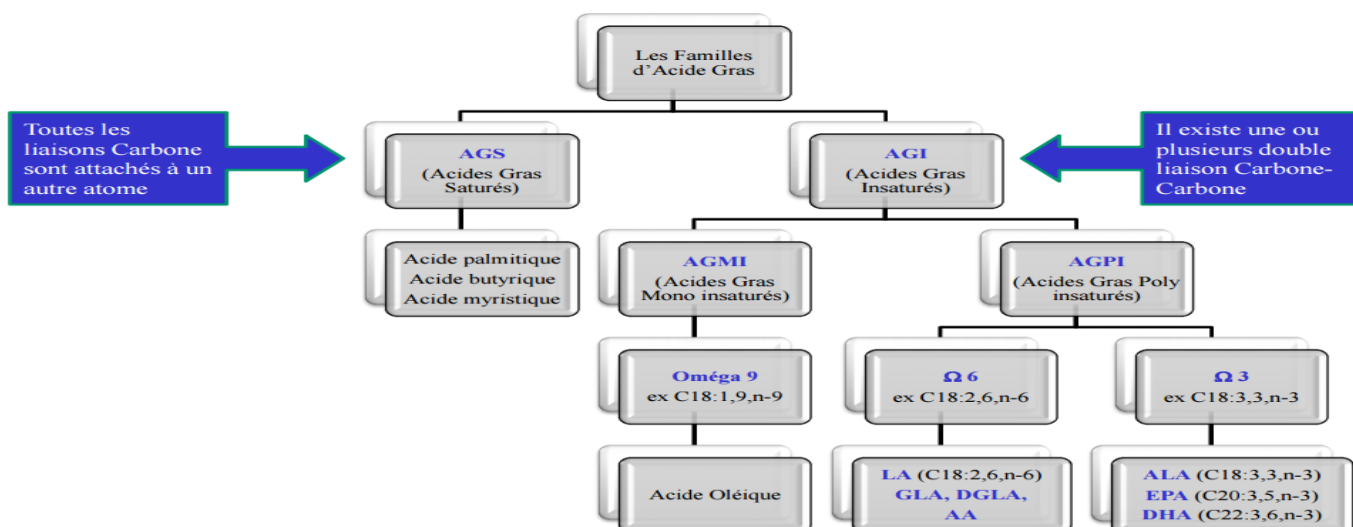 Les Familles
d'Acide Gras
Toutes les
liaisons Carbone
sont attachés à un
autre atome
AGS
(Acides Gras
Saturés)
AGI
(Acides Gras
Insaturés)
Il existe une ou
plusieurs double
liaison Carbone-
Carbone
Acide palmitique
Acide butyrique
Acide myristique
AGMI
(Acides Gras
Mono insaturés)
AGPI
(Acides Gras Poly
insaturés)
Oméga 9
ex C18:1,9,n-9
Ω 6
ex C18:2,6,n-6
Ω 3
ex C18:3,3,n-3
Acide Oléique
LA (C18:2,6,n-6)
GLA, DGLA,
AA
ALA (C18:3,3,n-3)
EPA (C20:3,5,n-3)
DHA (C22:3,6,n-3)